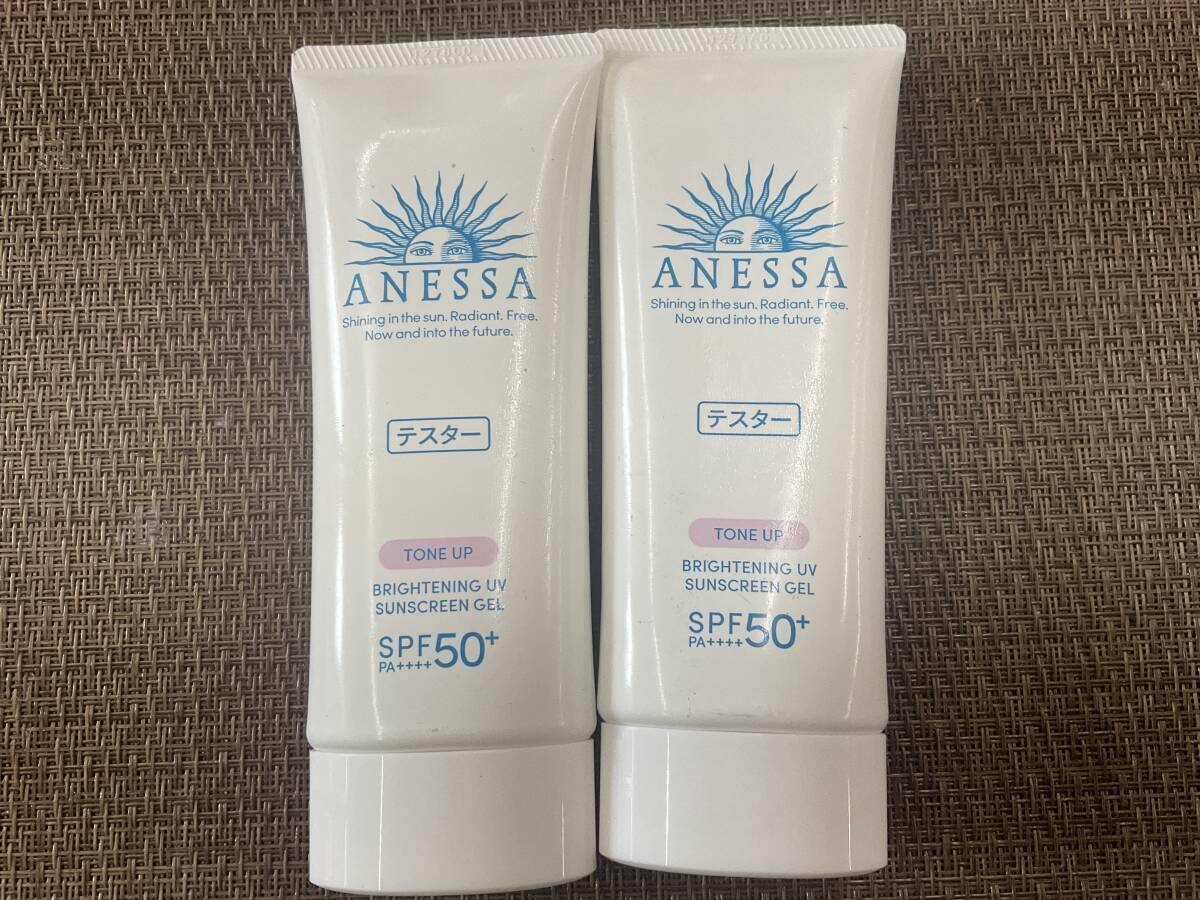 ANESSA
Shining in the sun. Radiant. Free.
Now and into the future.
テスター
TONE UP
BRIGHTENING UV
SUNSCREEN GEL
SPF50+
PA++++
ANESSA
Shining in the sun. Radiant. Free.
Now and into the future.
テスター
TONE UP
BRIGHTENING UV
SUNSCREEN GEL
SPF50+
PA++++